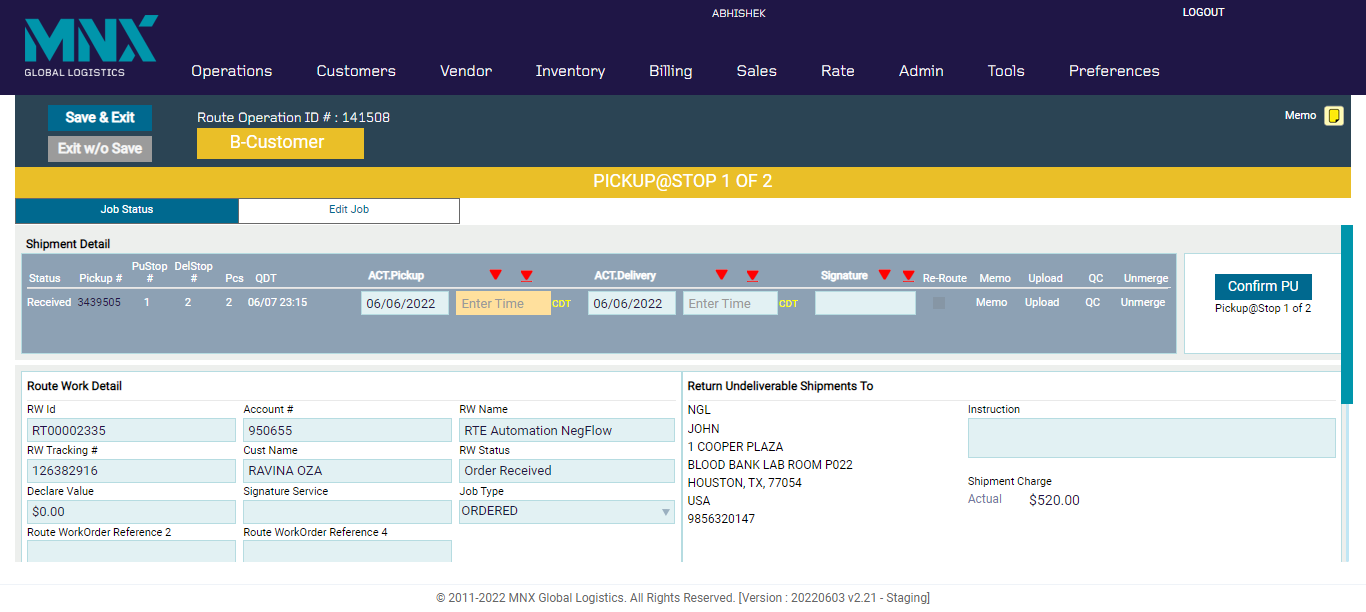 ABHISHEK
LOGOUT
MNX
GLOBAL LOGISTICS
Operations Customers Vendor Inventory Billing Sales Rate Admin Tools Preferences
Save & Exit
Route Operation ID # : 141508
Memo
Exit w/o Save
B-Customer
PICKUP@STOP 1 OF 2
Job Status
Edit Job
Shipment Detail
Status Pickup # PuStop # DelStop # Pcs QDT ACT.Pickup ACT.Delivery Signature Re-Route Memo Upload QC Unmerge
Received 3439505 1 2 2 06/07 23:15 06/06/2022 Enter Time CDT 06/06/2022 Enter Time CDT Memo Upload QC Unmerge
Confirm PU
Pickup@Stop 1 of 2
Route Work Detail
RW Id Account # RW Name
RT00002335 950655 RTE Automation NegFlow
RW Tracking # Cust Name RW Status
126382916 RAVINA OZA Order Received
Declare Value Signature Service Job Type
$0.00 ORDERED
Route WorkOrder Reference 2 Route WorkOrder Reference 4
Return Undeliverable Shipments To
NGL
JOHN
1 COOPER PLAZA
BLOOD BANK LAB ROOM P022
HOUSTON, TX, 77054
USA
9856320147
Instruction
Shipment Charge
Actual $520.00
© 2011-2022 MNX Global Logistics. All Rights Reserved. [Version : 20220603 v2.21 - Staging]